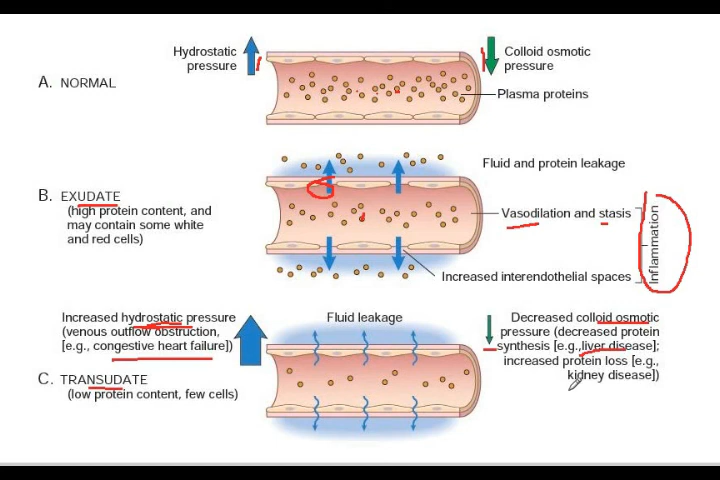 Hydrostatic
pressure
Colloid osmotic
pressure
A. NORMAL
Plasma proteins
Fluid and protein leakage
B. EXUDATE
(high protein content, and
may contain some white
and red cells)
Vasodilation and stasis
Inflammation
Increased interendothelial spaces
Increased hydrostatic pressure
(venous outflow obstruction,
[e.g., congestive heart failure])
Fluid leakage
Decreased colloid osmotic
pressure (decreased protein
synthesis [e.g.,liver disease];
increased protein loss [e.g.,
kidney disease])
C. TRANSUDATE
(low protein content, few cells)